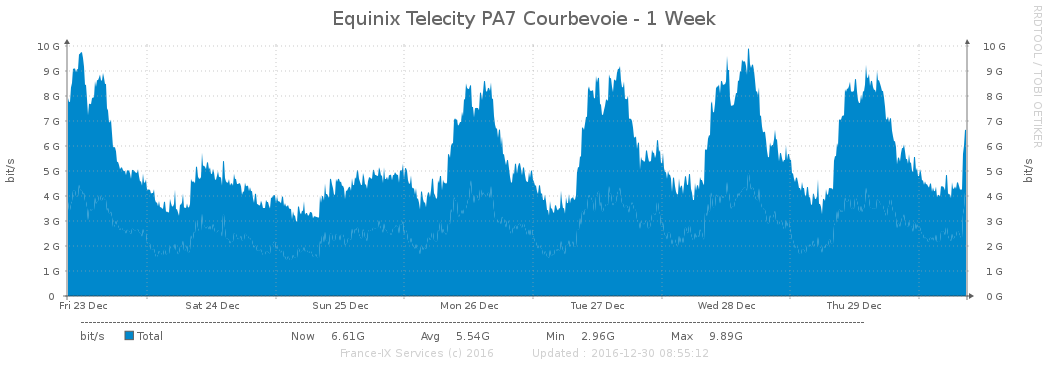 Equinix Telecity PA7 Courbevoie - 1 Week
RRDTOOL / TOBI OETIKER
bit/s
bit/s
10 G 10 G
9 G 9 G
8 G 8 G
7 G 7 G
6 G 6 G
5 G 5 G
4 G 4 G
3 G 3 G
2 G 2 G
1 G 1 G
0 0 G
Fri 23 Dec Sat 24 Dec Sun 25 Dec Mon 26 Dec Tue 27 Dec Wed 28 Dec Thu 29 Dec
bit/s Total Now 6.61G Avg 5.54G Min 2.96G Max 9.89G
France-IX Services (c) 2016 Updated : 2016-12-30 08:55:12